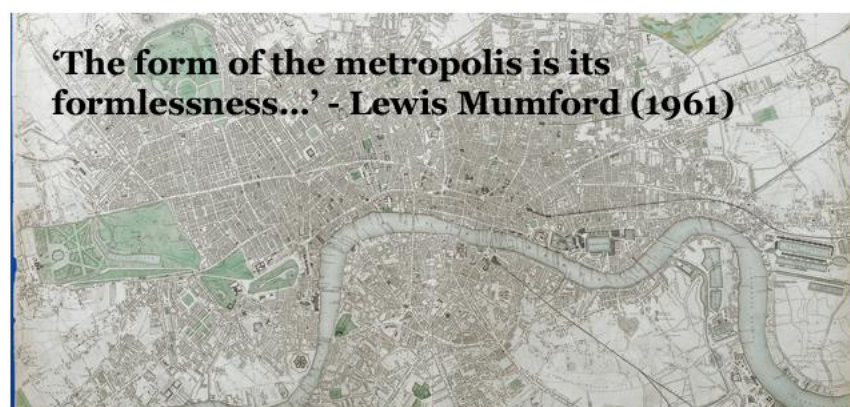 ‘The form of the metropolis is its
formlessness...’ - Lewis Mumford (1961)